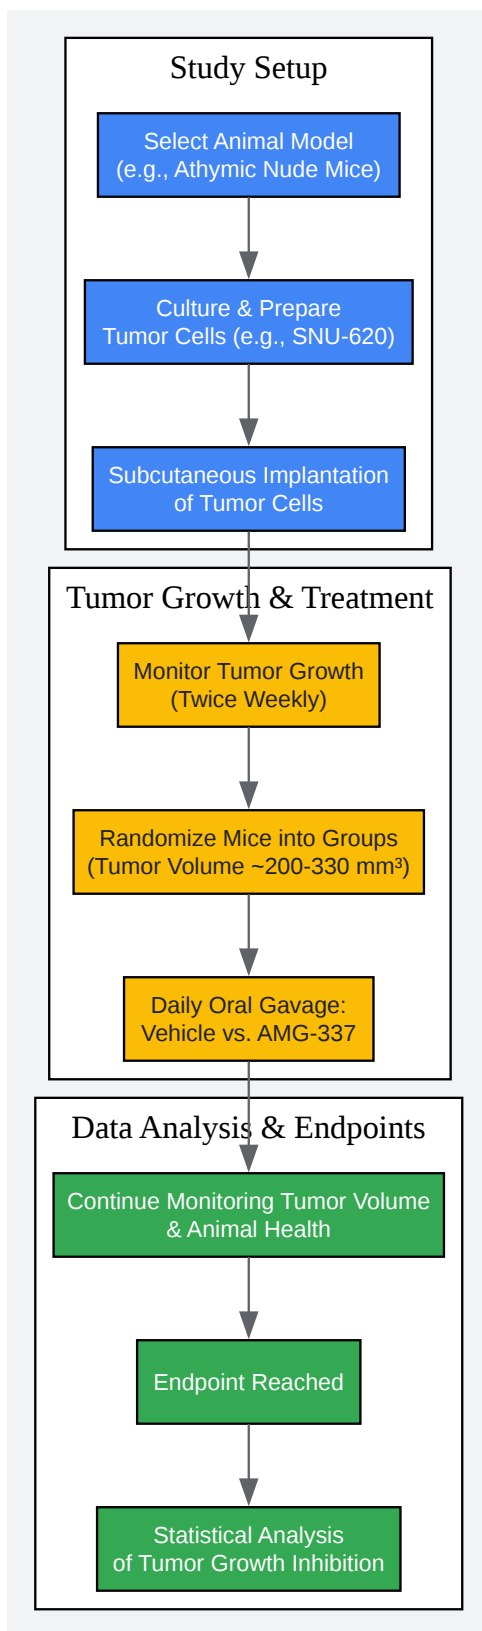 Study Setup
Select Animal Model
(e.g., Athymic Nude Mice)
Culture & Prepare
Tumor Cells (e.g., SNU-620)
Subcutaneous Implantation
of Tumor Cells
Tumor Growth & Treatment
Monitor Tumor Growth
(Twice Weekly)
Randomize Mice into Groups
(Tumor Volume ~200-330 mm³)
Daily Oral Gavage:
Vehicle vs. AMG-337
Data Analysis & Endpoints
Continue Monitoring Tumor Volume
& Animal Health
Endpoint Reached
Statistical Analysis
of Tumor Growth Inhibition